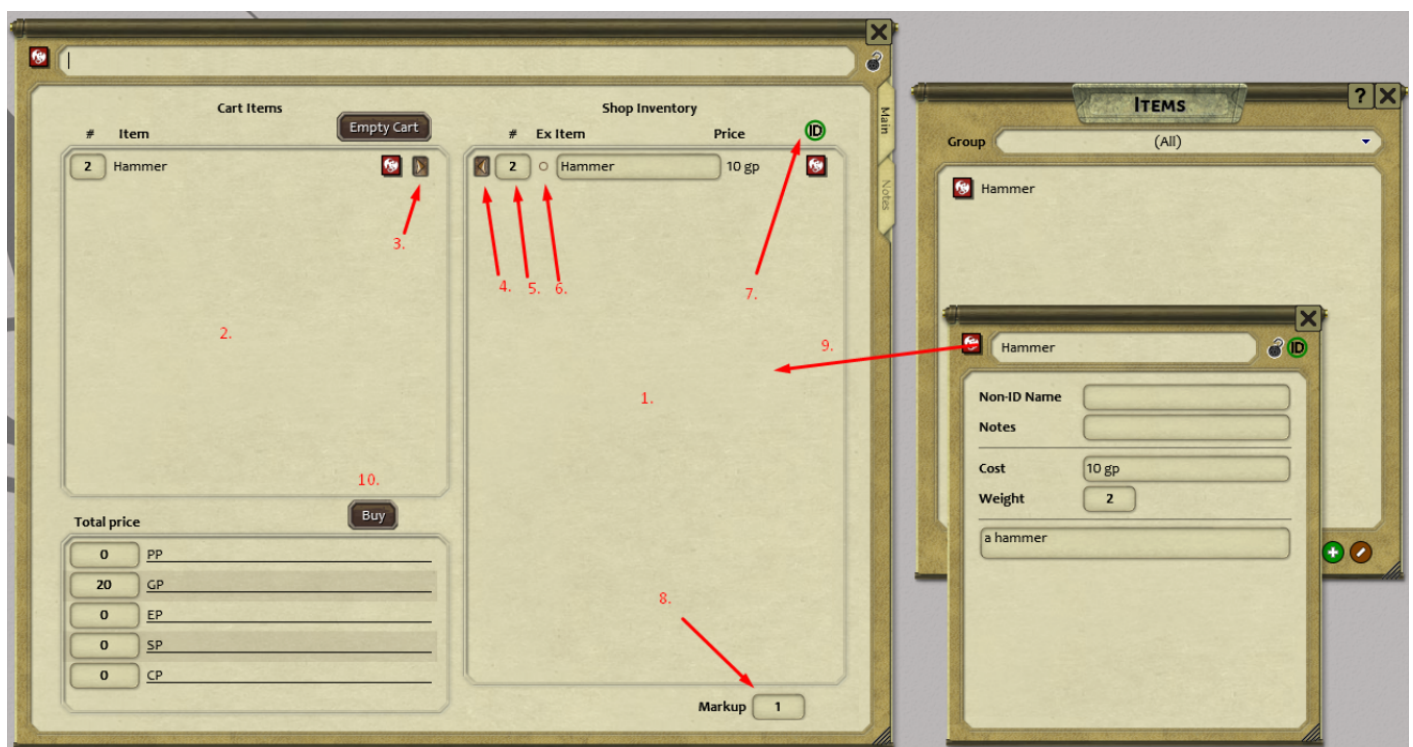 Cart Items
Empty Cart
# Item
2 Hammer
3.
2.
10.
Total price
Buy
0 PP
20 GP
0 EP
0 SP
0 CP
Shop Inventory
# Ex Item Price ID
2 Hammer 10 gp
4. 5. 6.
7.
9.
1.
8.
Markup 1
Main
Notes
ITEMS
? X
Group (All)
Hammer
Hammer ID
Non-ID Name
Notes
Cost 10 gp
Weight 2
a hammer